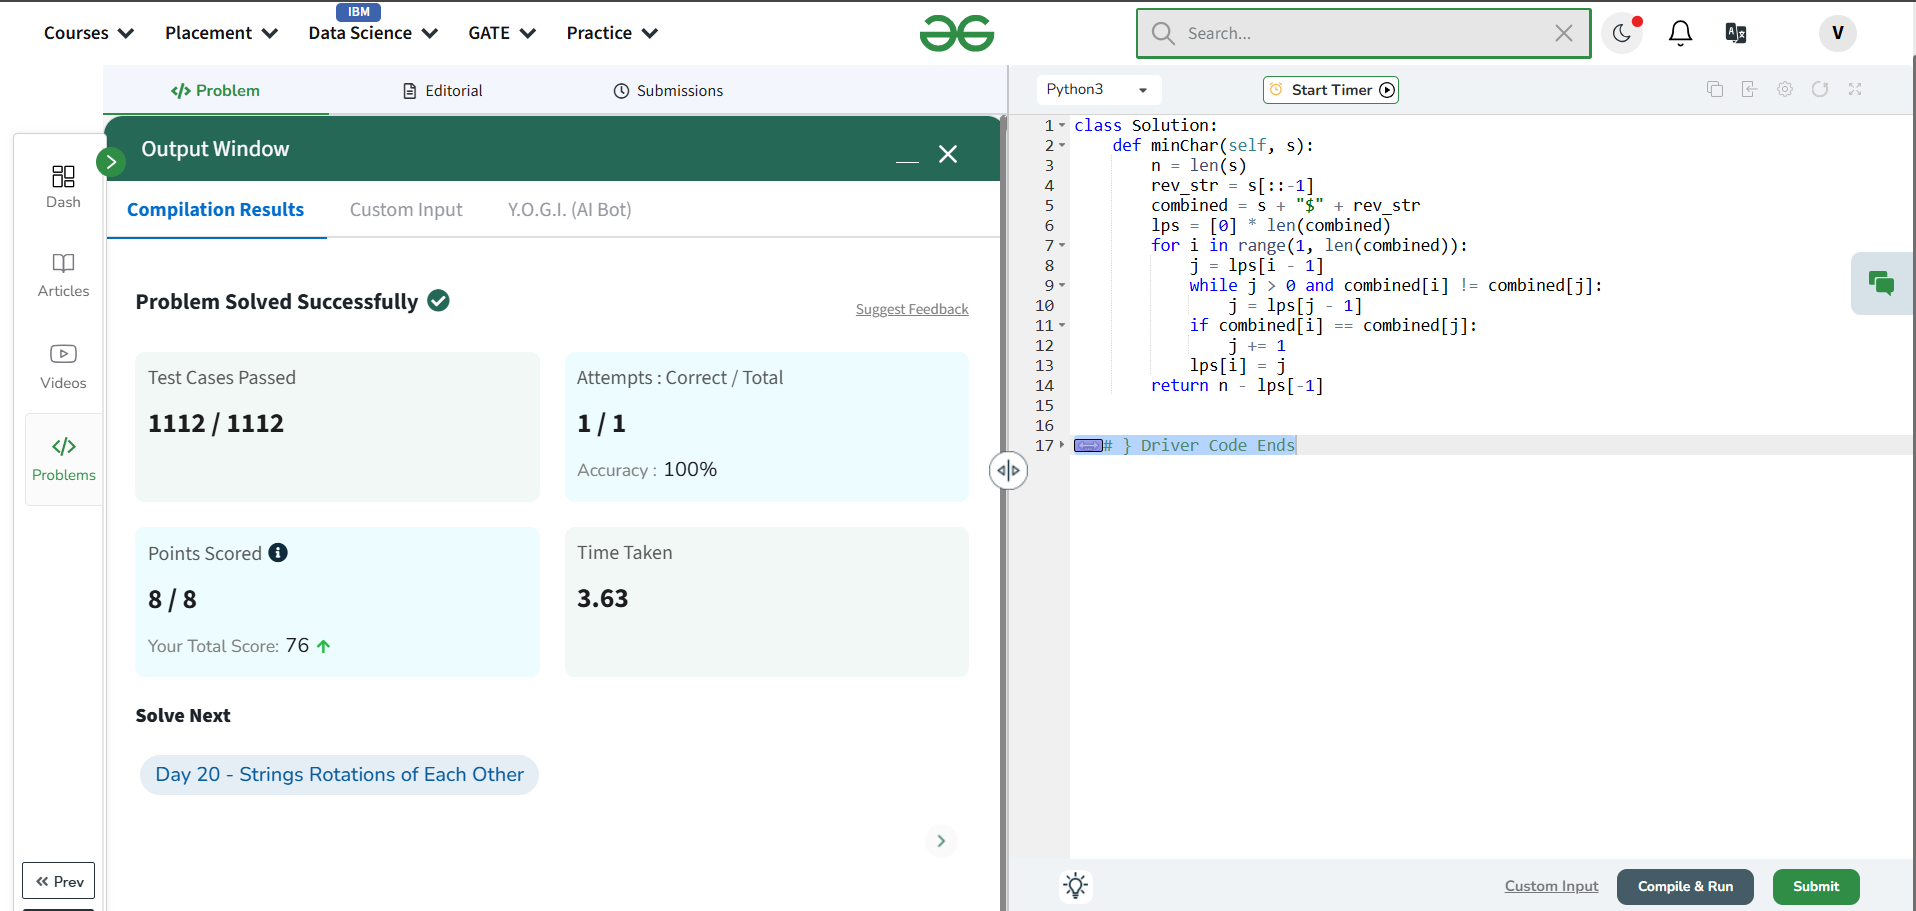 IBM
Courses Placement Data Science GATE Practice
Search...
V
Problem Editorial Submissions
Python3 Start Timer
Output Window
Compilation Results Custom Input Y.O.G.I. (AI Bot)
Dash
Articles
Videos
Problems
Prev
Problem Solved Successfully
Suggest Feedback
Test Cases Passed
1112 / 1112
Attempts : Correct / Total
1 / 1
Accuracy : 100%
Points Scored
8 / 8
Your Total Score: 76
Time Taken
3.63
Solve Next
Day 20 - Strings Rotations of Each Other
1 class Solution:
2 def minChar(self, s):
3 n = len(s)
4 rev_str = s[::-1]
5 combined = s + "$" + rev_str
6 lps = [0] * len(combined)
7 for i in range(1, len(combined)):
8 j = lps[i - 1]
9 while j > 0 and combined[i] != combined[j]:
10 j = lps[j - 1]
11 if combined[i] == combined[j]:
12 j += 1
13 lps[i] = j
14 return n - lps[-1]
15
16
17 # } Driver Code Ends
Custom Input Compile & Run Submit